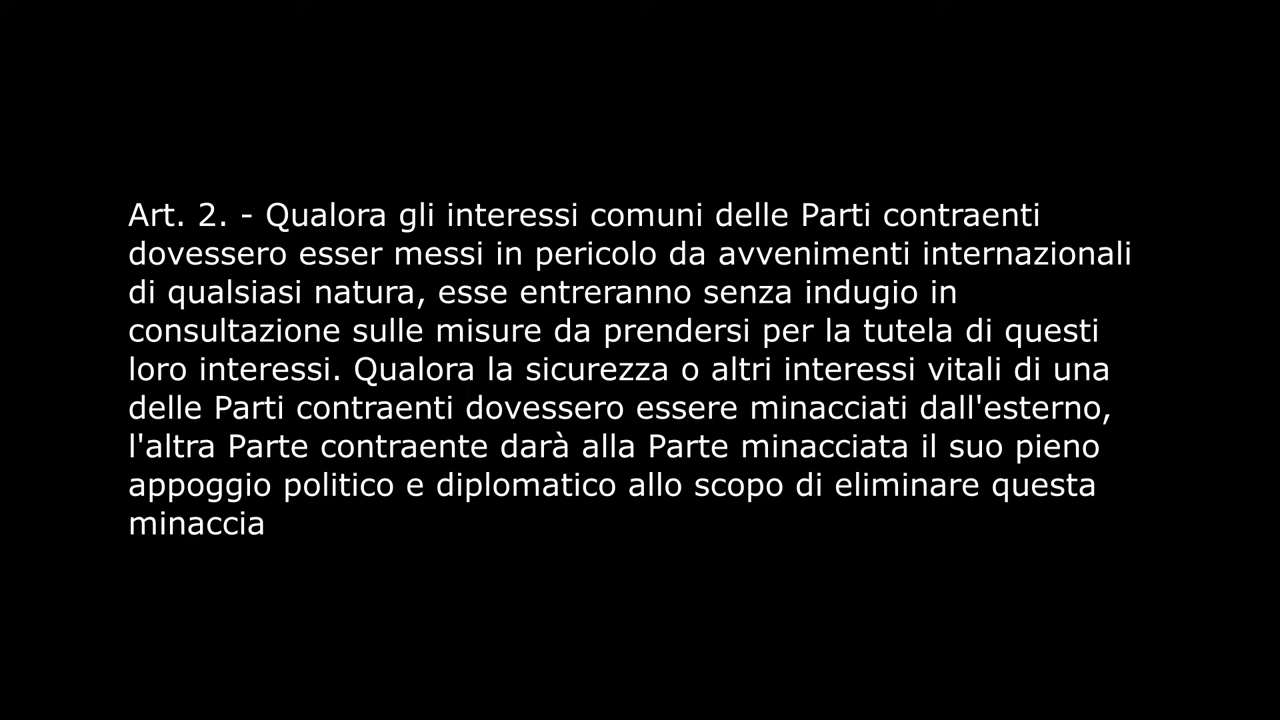 Art. 2. - Qualora gli interessi comuni delle Parti contraenti
dovessero esser messi in pericolo da avvenimenti internazionali
di qualsiasi natura, esse entreranno senza indugio in
consultazione sulle misure da prendersi per la tutela di questi
loro interessi. Qualora la sicurezza o altri interessi vitali di una
delle Parti contraenti dovessero essere minacciati dall'esterno,
l'altra Parte contraente darà alla Parte minacciata il suo pieno
appoggio politico e diplomatico allo scopo di eliminare questa
minaccia